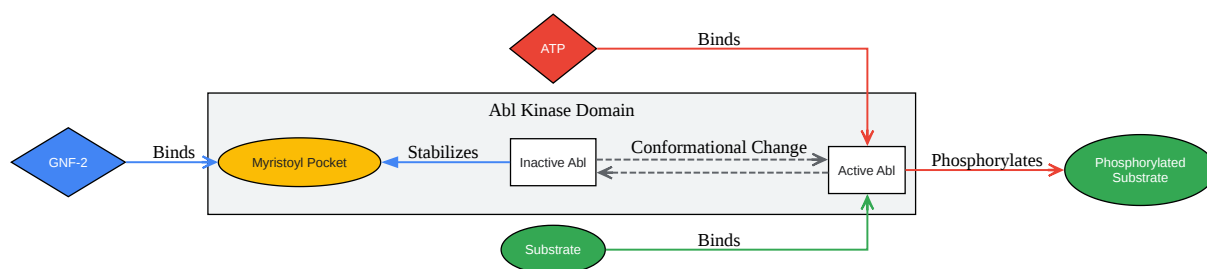 Binds
ATP
Abl Kinase Domain
GNF-2
Binds
Myristoyl Pocket
Stabilizes
Inactive Abl
Conformational Change
Active Abl
Phosphorylates
Phosphorylated
Substrate
Substrate
Binds